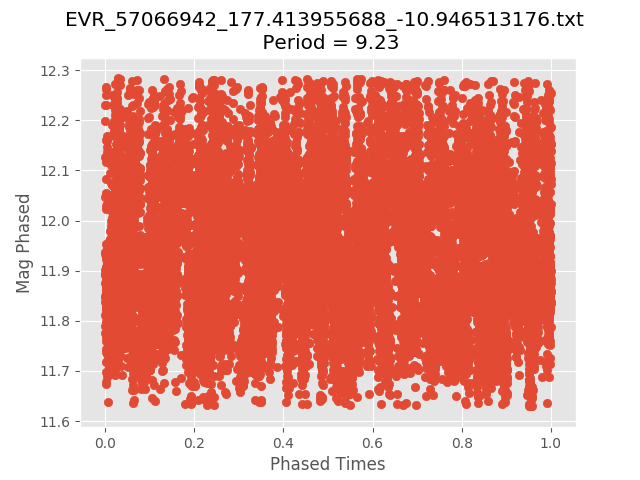 EVR_57066942_177.413955688_-10.946513176.txt
Period = 9.23
12.3
12.2
12.1
12.0
11.9
11.8
11.7
11.6
Mag Phased
0.0 0.2 0.4 0.6 0.8 1.0
Phased Times